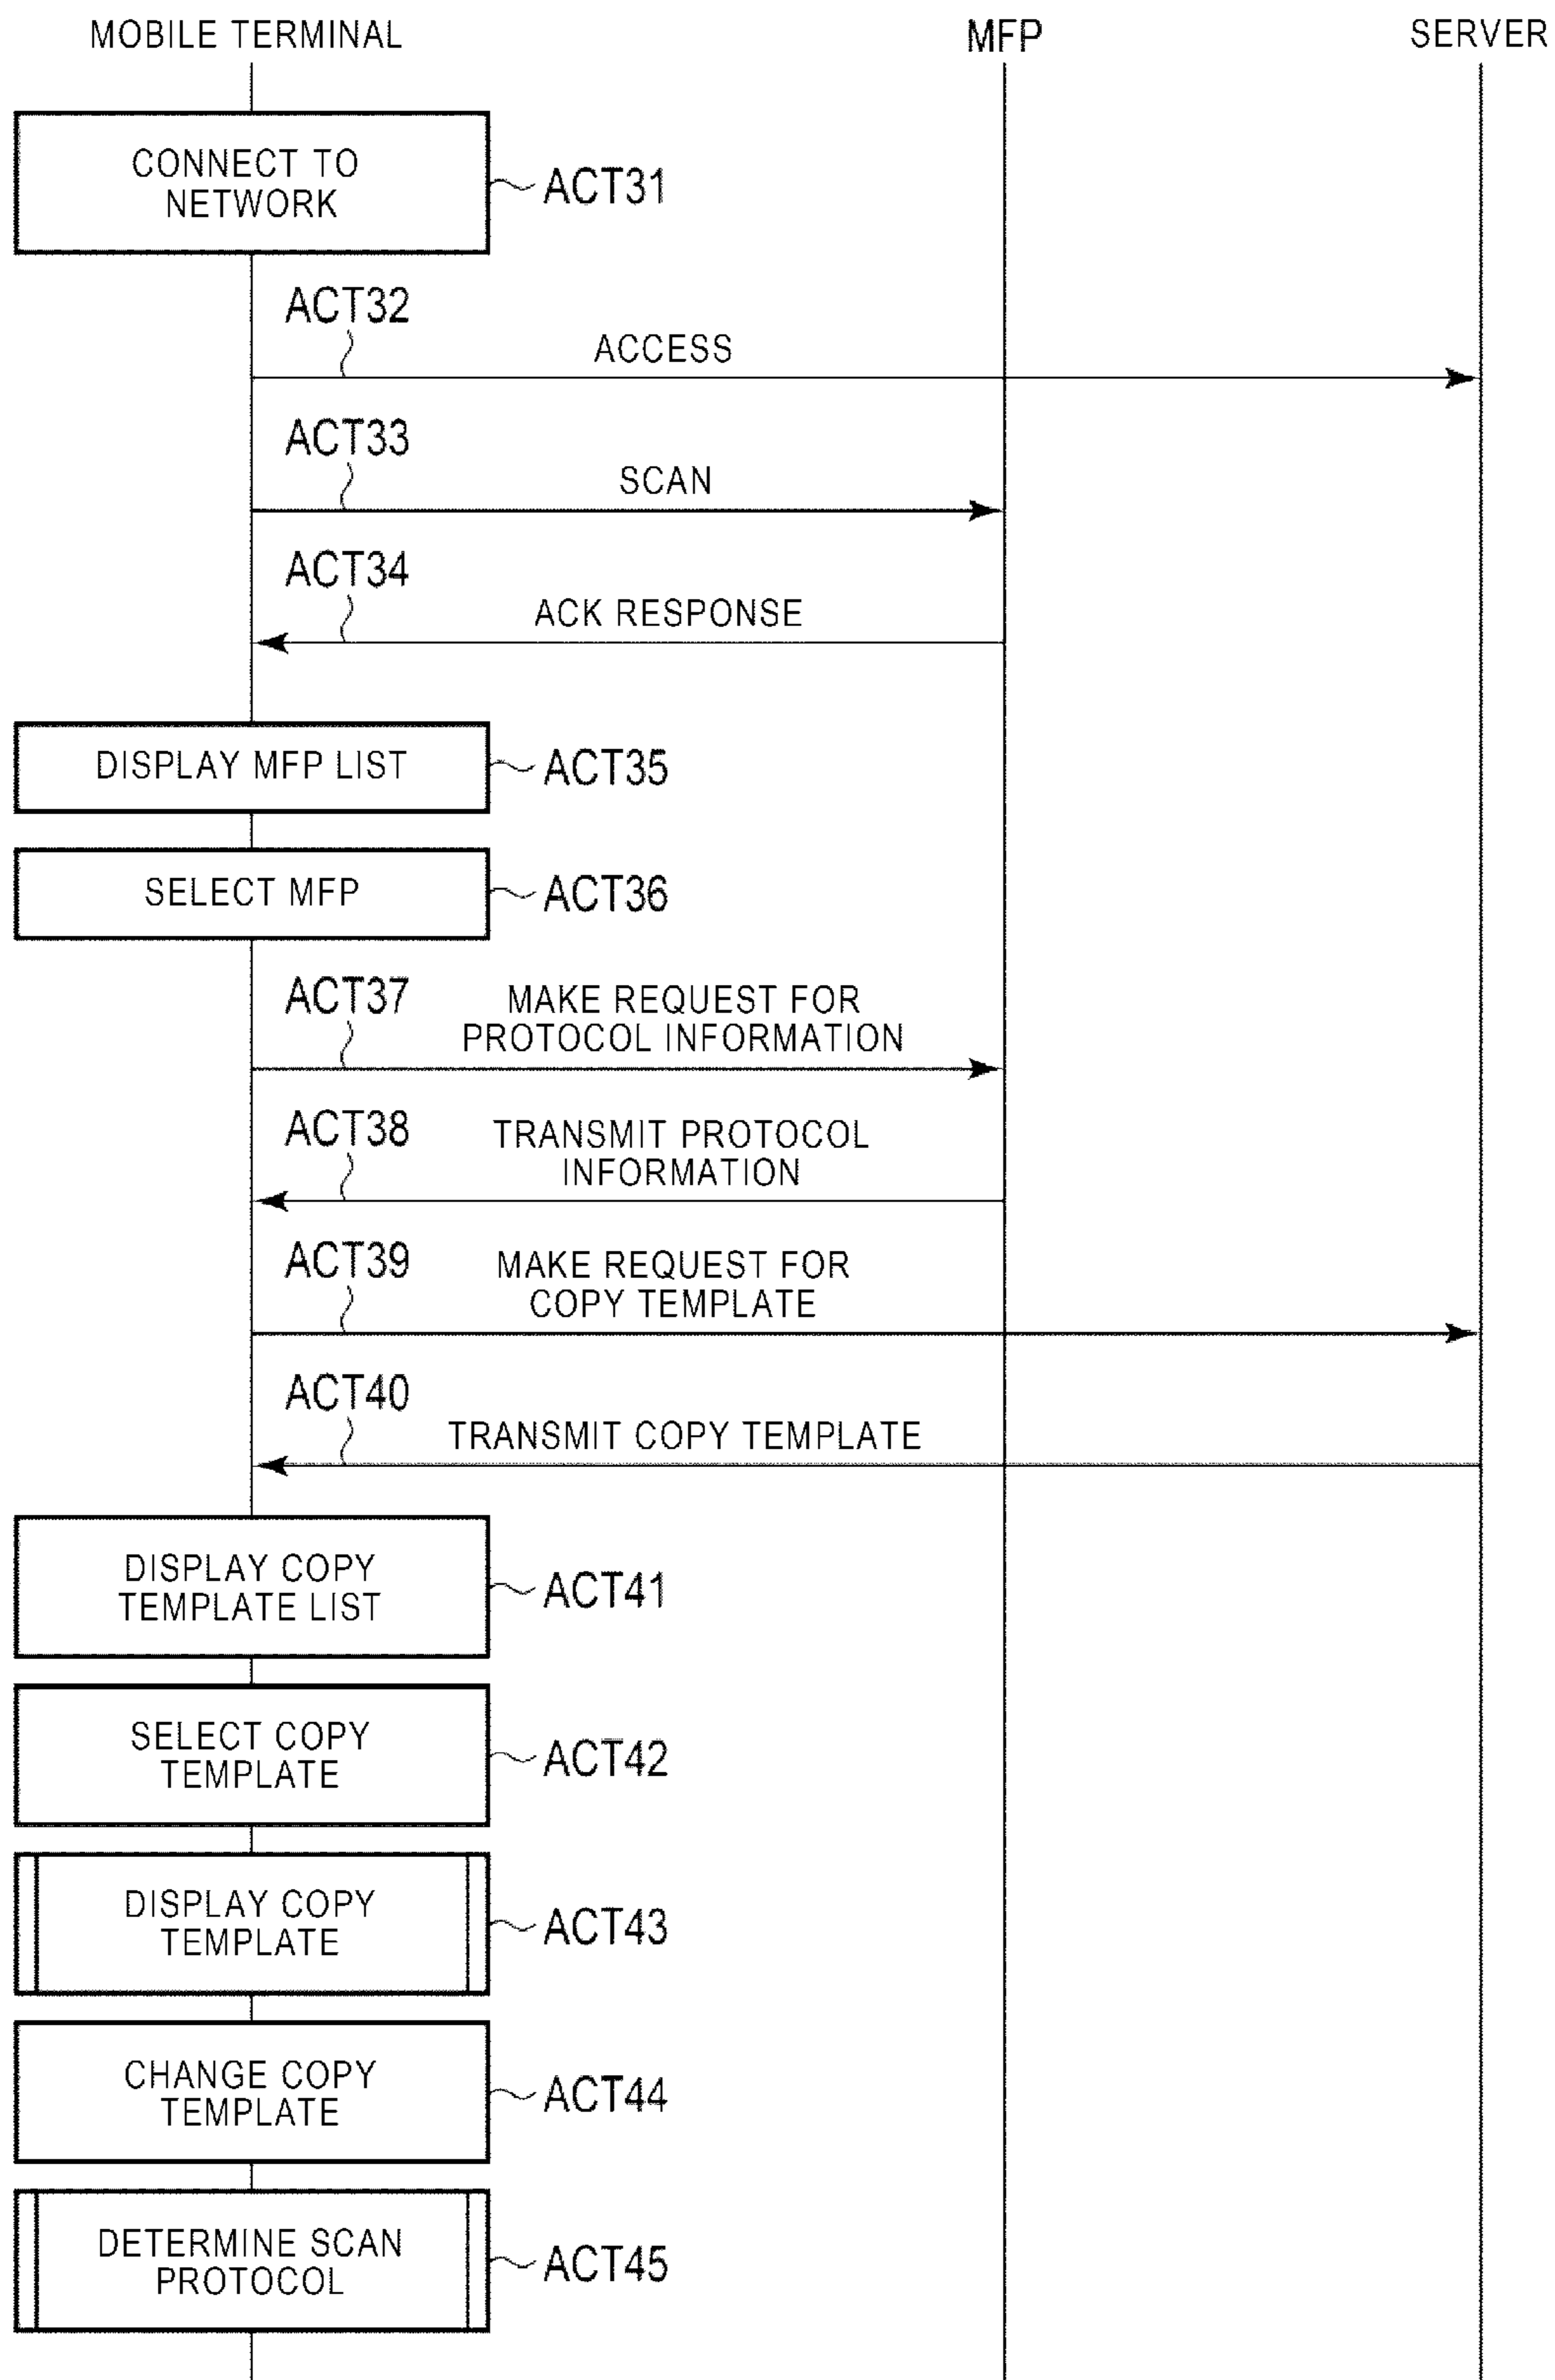 MOBILE TERMINAL
MFP
SERVER
CONNECT TO
NETWORK
ACT31
ACT32
ACCESS
ACT33
SCAN
ACT34
ACK RESPONSE
DISPLAY MFP LIST
ACT35
SELECT MFP
ACT36
ACT37
MAKE REQUEST FOR
PROTOCOL INFORMATION
ACT38
TRANSMIT PROTOCOL
INFORMATION
ACT39
MAKE REQUEST FOR
COPY TEMPLATE
ACT40
TRANSMIT COPY TEMPLATE
DISPLAY COPY
TEMPLATE LIST
ACT41
SELECT COPY
TEMPLATE
ACT42
DISPLAY COPY
TEMPLATE
ACT43
CHANGE COPY
TEMPLATE
ACT44
DETERMINE SCAN
PROTOCOL
ACT45